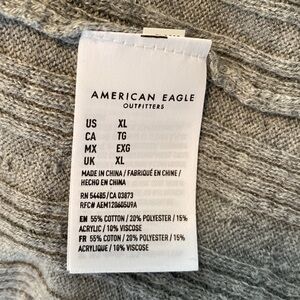 AMERICAN EAGLE
OUTFITTERS
US XL
CA TG
MX EXG
UK XL
MADE IN CHINA / FABRIQUÉ EN CHINE /
HECHO EN CHINA
RN 54485/CA 03873
RFC# AEM120605U9A
EN 55% COTTON / 20% POLYESTER / 15%
ACRYLIC / 10% VISCOSE
FR 55% COTTON / 20% POLYESTER / 15%
ACRYLIQUE / 10% VISCOSE